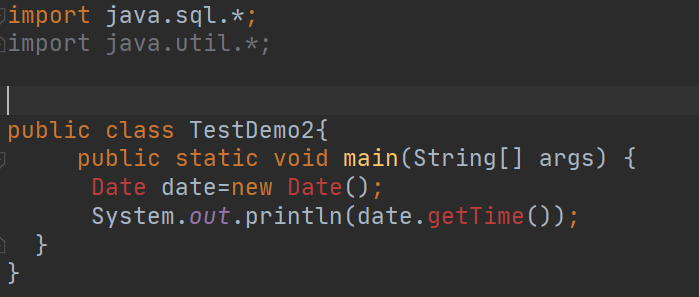 import java.sql.*;
import java.util.*;
public class TestDemo2{
public static void main(String[] args) {
Date date=new Date();
System.out.println(date.getTime());
}
}